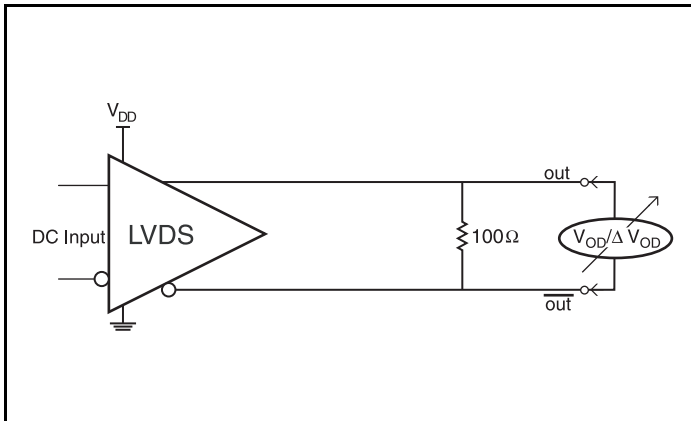 V_DD
out
DC Input
LVDS
100Ω
V_OD/Δ V_OD
out